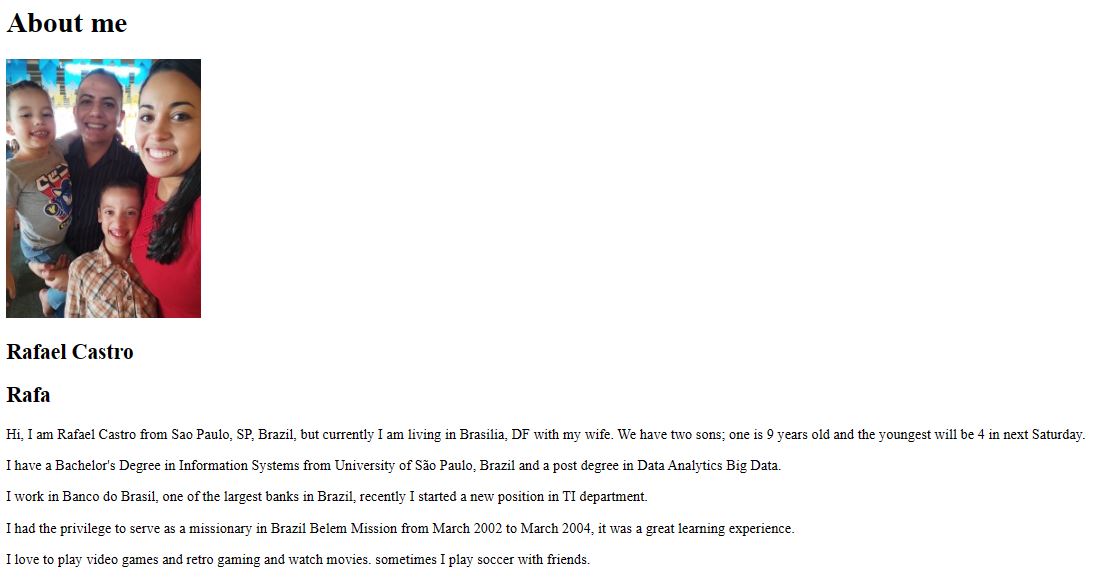 About me
Rafael Castro
Rafa
Hi, I am Rafael Castro from Sao Paulo, SP, Brazil, but currently I am living in Brasilia, DF with my wife. We have two sons; one is 9 years old and the youngest will be 4 in next Saturday.
I have a Bachelor's Degree in Information Systems from University of São Paulo, Brazil and a post degree in Data Analytics Big Data.
I work in Banco do Brasil, one of the largest banks in Brazil, recently I started a new position in TI department.
I had the privilege to serve as a missionary in Brazil Belem Mission from March 2002 to March 2004, it was a great learning experience.
I love to play video games and retro gaming and watch movies. sometimes I play soccer with friends.